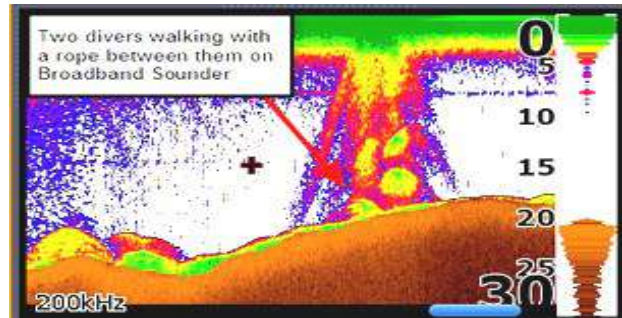 Two divers walking with
a rope between them on
Broadband Sounder
0
5
10
15
20
25
30
200kHz